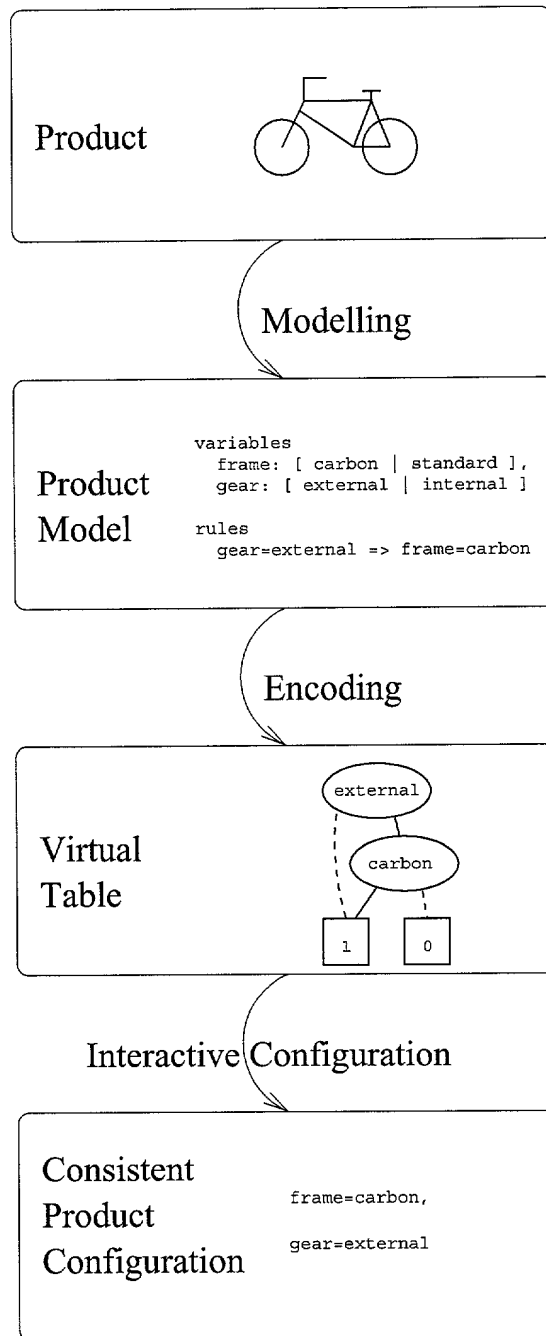 Product
Modelling
Product
Model
variables
frame: [ carbon | standard ],
gear: [ external | internal ]
rules
gear=external => frame=carbon
Encoding
Virtual
Table
external
carbon
1 0
Interactive Configuration
Consistent
Product
Configuration
frame=carbon,
gear=external